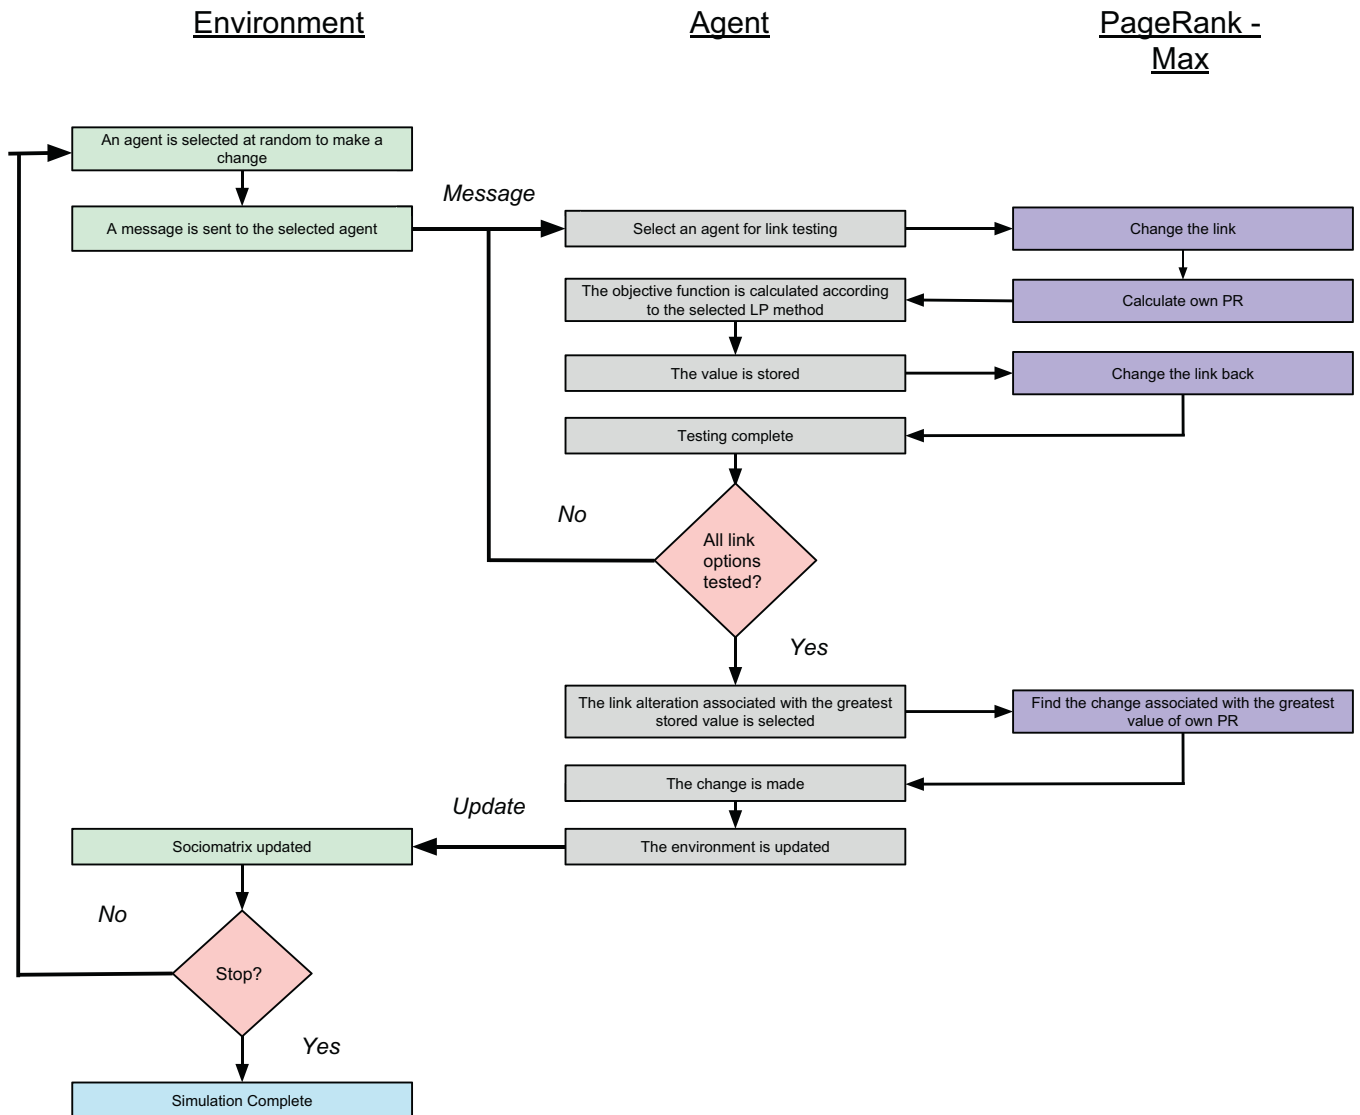 Environment
Agent
PageRank -
Max
An agent is selected at random to make a
change
Message
A message is sent to the selected agent
Select an agent for link testing
Change the link
The objective function is calculated according
to the selected LP method
Calculate own PR
The value is stored
Change the link back
Testing complete
No
All link
options
tested?
Yes
The link alteration associated with the greatest
stored value is selected
Find the change associated with the greatest
value of own PR
The change is made
Update
Sociomatrix updated
The environment is updated
No
Stop?
Yes
Simulation Complete